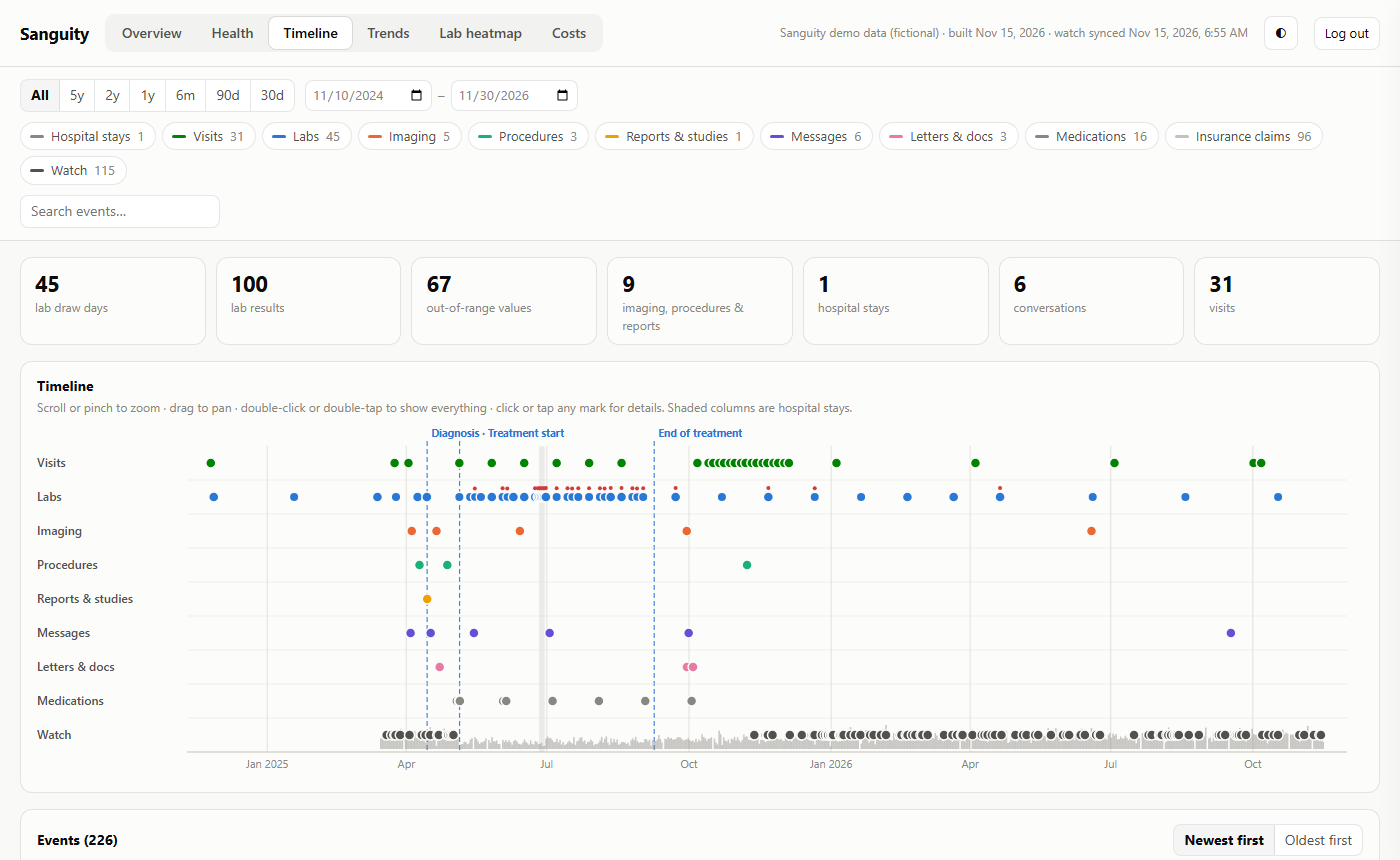 Sanguity Overview Health Timeline Trends Lab heatmap Costs Sanguity demo data (fictional) · built Nov 15, 2026 · watch synced Nov 15, 2026, 6:55 AM Log out
All 5y 2y 1y 6m 90d 30d 11/10/2024 – 11/30/2026
Hospital stays 1 Visits 31 Labs 45 Imaging 5 Procedures 3 Reports & studies 1 Messages 6 Letters & docs 3 Medications 16 Insurance claims 96
Watch 115
Search events...
45 100 67 9 1 6 31
lab draw days lab results out-of-range values imaging, procedures & hospital stays conversations visits
reports
Timeline
Scroll or pinch to zoom · drag to pan · double-click or double-tap to show everything · click or tap any mark for details. Shaded columns are hospital stays.
Diagnosis · Treatment start End of treatment
Visits
Labs
Imaging
Procedures
Reports & studies
Messages
Letters & docs
Medications
Watch
Jan 2025 Apr Jul Oct Jan 2026 Apr Jul Oct
Events (226) Newest first Oldest first